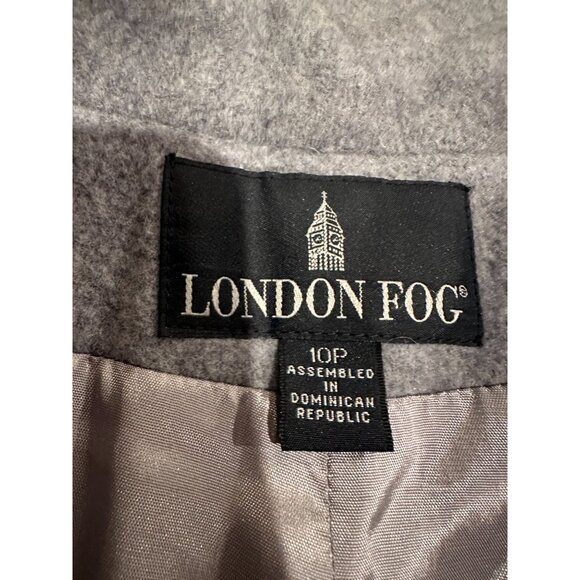 LONDON FOG®
10P
ASSEMBLED
IN
DOMINICAN
REPUBLIC